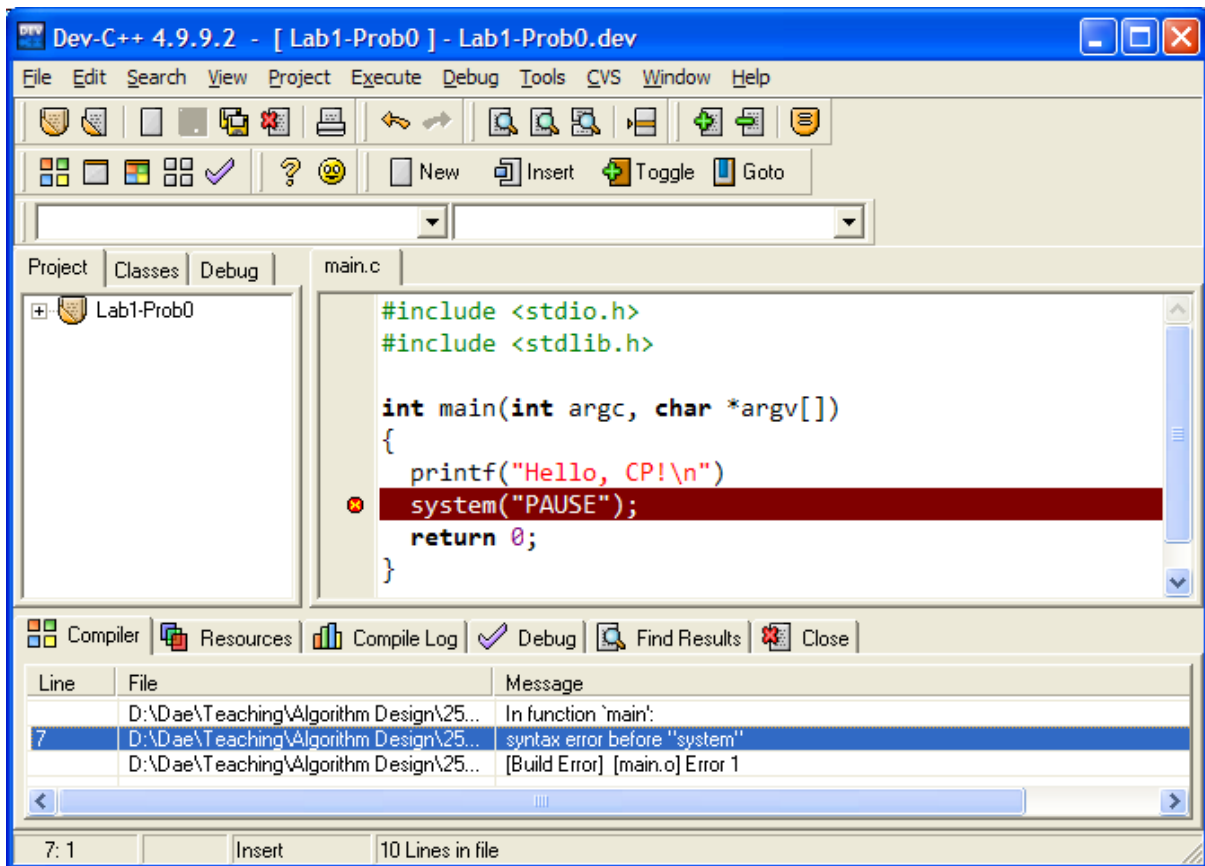 Dev-C++ 4.9.9.2 - [ Lab1-Prob0 ] - Lab1-Prob0.dev
File Edit Search View Project Execute Debug Tools CVS Window Help
New Insert Toggle Goto
Project Classes Debug main.c
Lab1-Prob0
#include <stdio.h>
#include <stdlib.h>
int main(int argc, char *argv[])
{
printf("Hello, CP!\n")
system("PAUSE");
return 0;
}
Compiler Resources Compile Log Debug Find Results Close
Line File Message
D:\Dae\Teaching\Algorithm Design\25... In function `main':
7 D:\Dae\Teaching\Algorithm Design\25... syntax error before "system"
D:\Dae\Teaching\Algorithm Design\25... [Build Error] [main.o] Error 1
7: 1 Insert 10 Lines in file